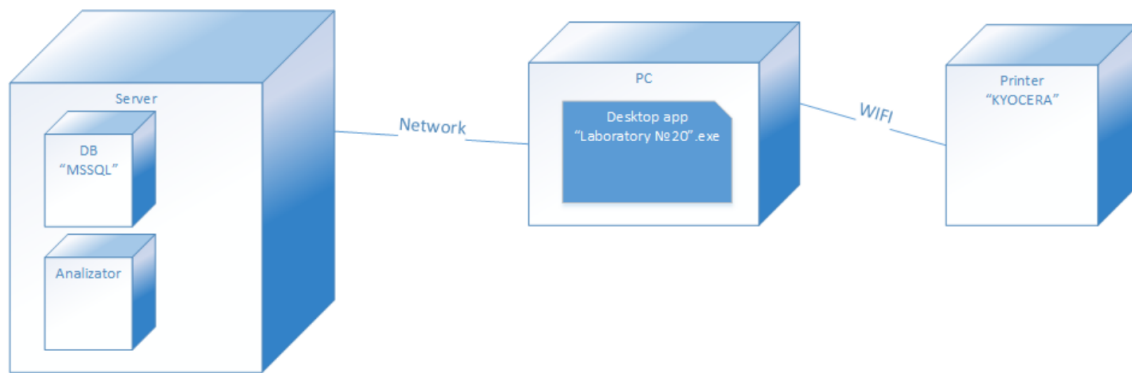 Server
DB
“MSSQL”
Analizator
Network
PC
Desktop app
“Laboratory №20”.exe
WIFI
Printer
“KYOCERA”